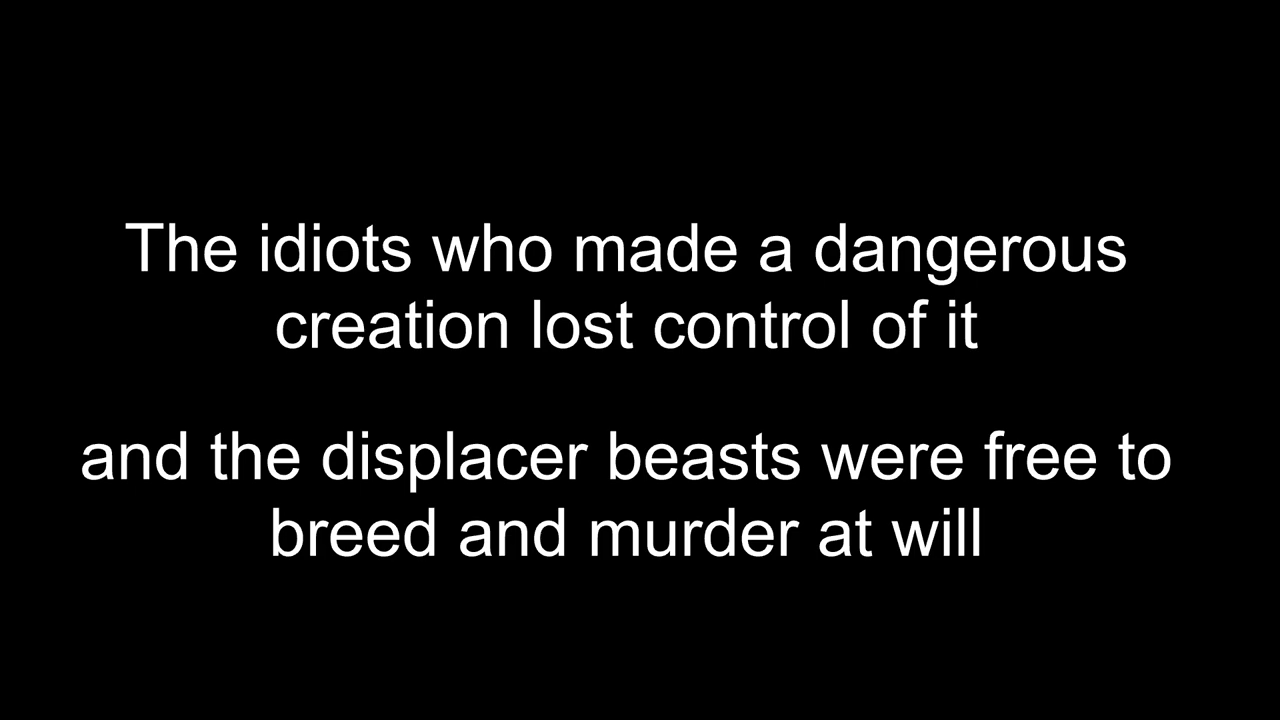 The idiots who made a dangerous
creation lost control of it
and the displacer beasts were free to
breed and murder at will